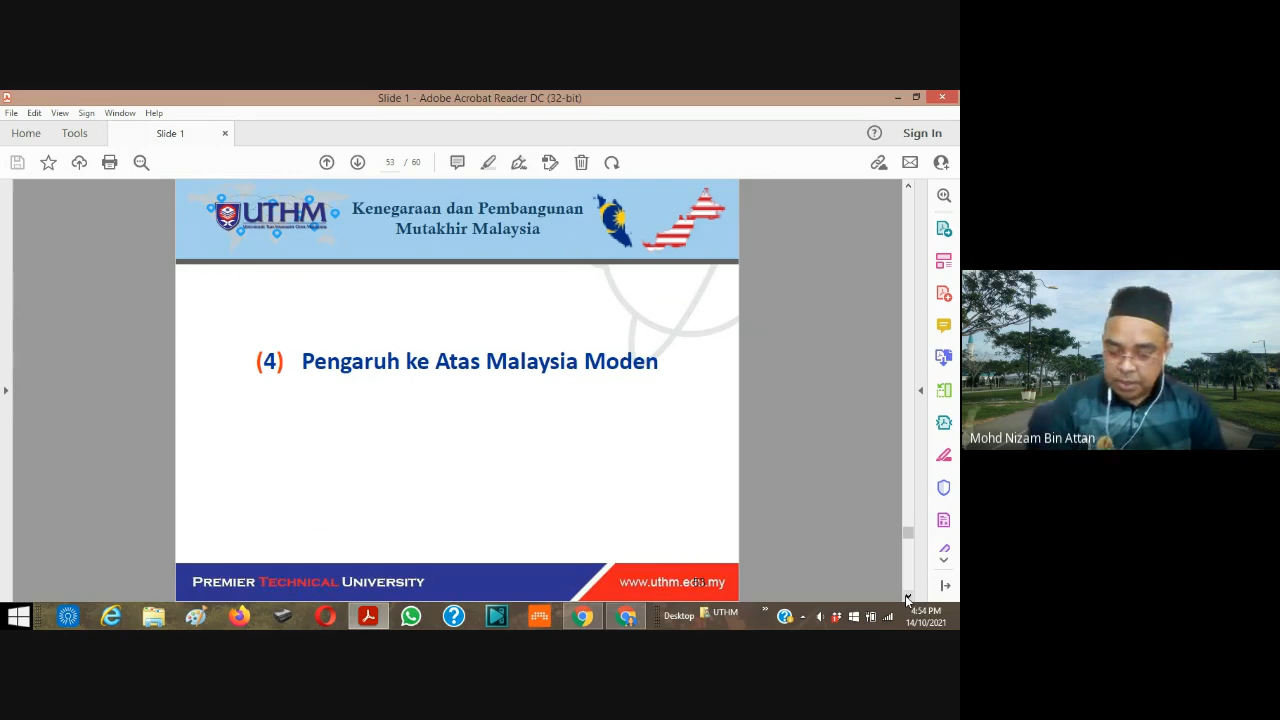 Slide 1 - Adobe Acrobat Reader DC (32-bit)
File Edit View Sign Window Help
Home Tools Slide 1 Sign In
53 / 60
UTHM
Kenegaraan dan Pembangunan
Mutakhir Malaysia
(4) Pengaruh ke Atas Malaysia Moden
Mohd Nizam Bin Attan
PREMIER TECHNICAL UNIVERSITY
www.uthm.edu.my
Desktop UTHM
4:54 PM
14/10/2021